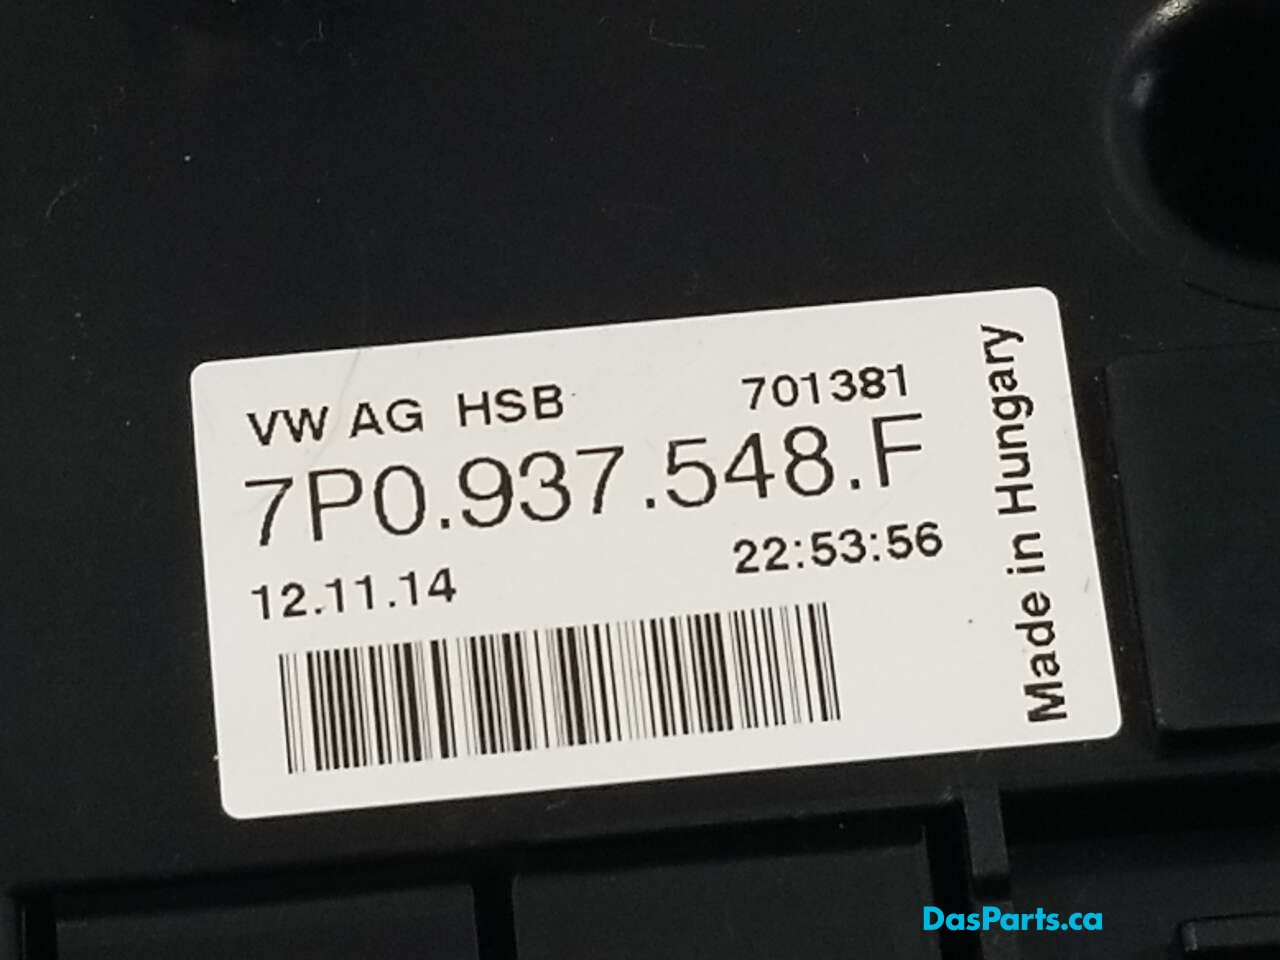 VW AG HSB 701381
7P0.937.548.F
12.11.14 22:53:56
Made in Hungary
DasParts.ca